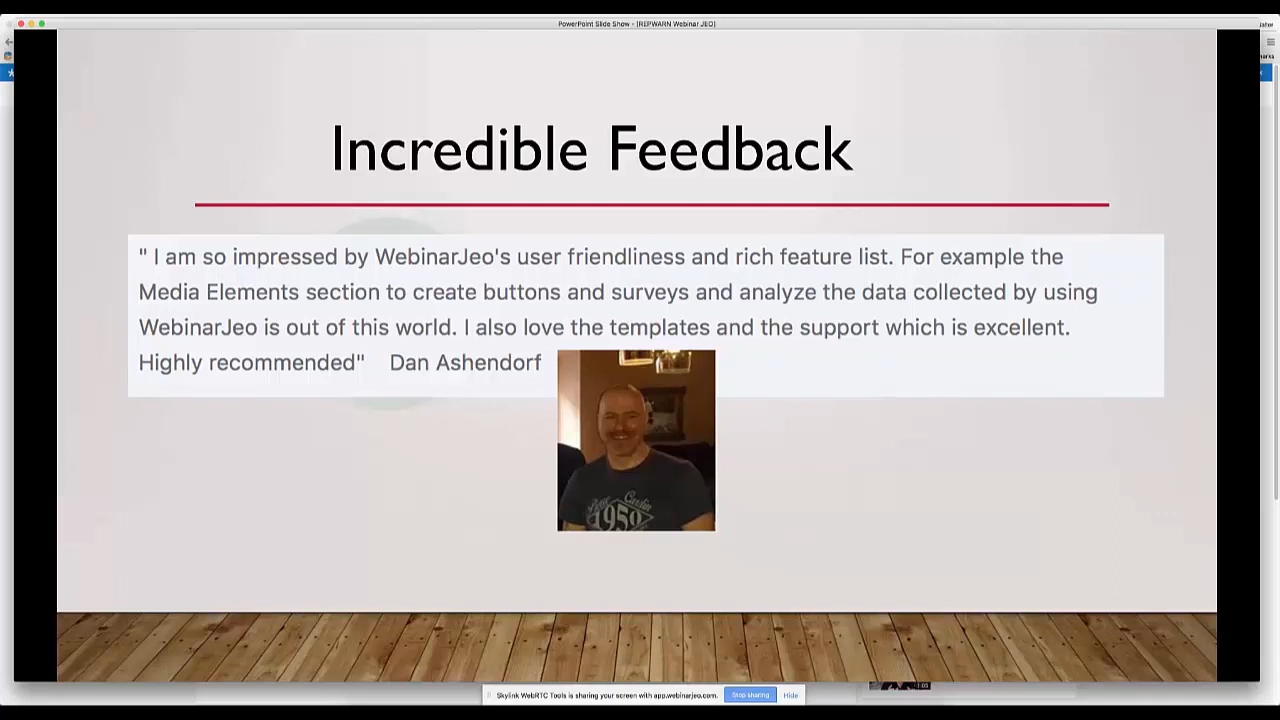 PowerPoint Slide Show - [REPWARN Webinar JEO]
Incredible Feedback
" I am so impressed by WebinarJeo's user friendliness and rich feature list. For example the
Media Elements section to create buttons and surveys and analyze the data collected by using
WebinarJeo is out of this world. I also love the templates and the support which is excellent.
Highly recommended" Dan Ashendorf
1950
Skylink WebRTC Tools is sharing your screen with app.webinarjeo.com. Stop sharing Hide